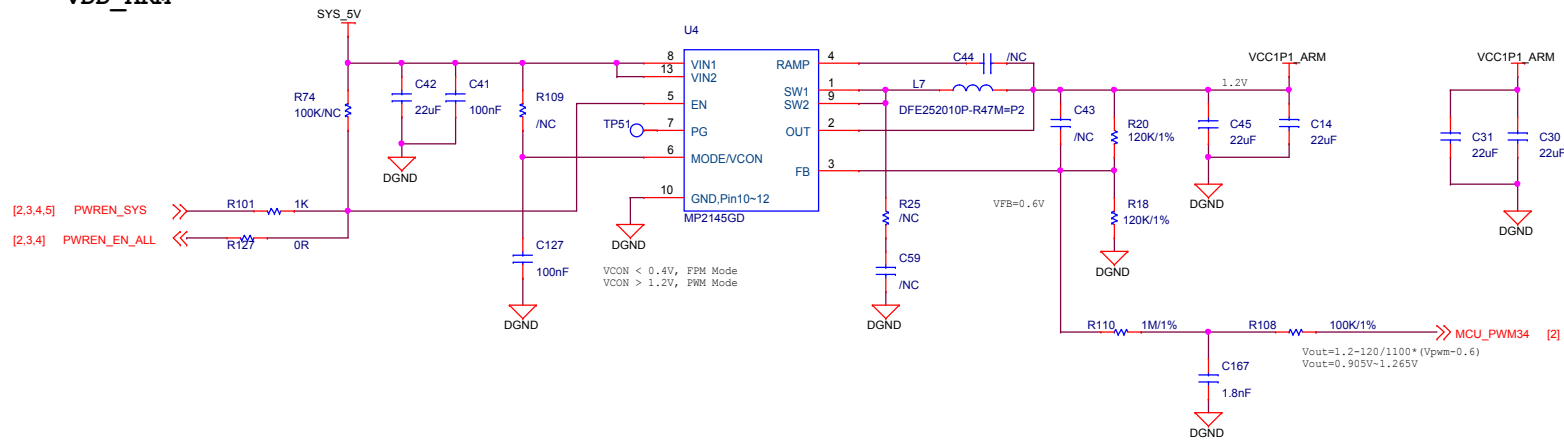 VDD_ARM
SYS_5V
U4
8
VIN1
13
VIN2
5
EN
7
PG
6
MODE/VCON
10
GND,Pin10~12
MP2145GD
RAMP
4
SW1
1
SW2
9
OUT
2
FB
3
R74
100K/NC
C42
22uF
C41
100nF
R109
/NC
TP51
DGND
DGND
[2,3,4,5] PWREN_SYS
R101 1K
[2,3,4] PWREN_EN_ALL
R127 0R
C127
100nF
DGND
VCON < 0.4V, FPM Mode
VCON > 1.2V, PWM Mode
C44 /NC
L7
DFE252010P-R47M=P2
C43
/NC
R20
120K/1%
R18
120K/1%
VFB=0.6V
DGND
R25
/NC
C59
/NC
DGND
VCC1P1_ARM
1.2V
C45
22uF
C14
22uF
DGND
VCC1P1_ARM
C31
22uF
C30
22uF
DGND
R110 1M/1%
R108 100K/1%
MCU_PWM34 [2]
Vout=1.2-120/1100*(Vpwm-0.6)
Vout=0.905V~1.265V
C167
1.8nF
DGND